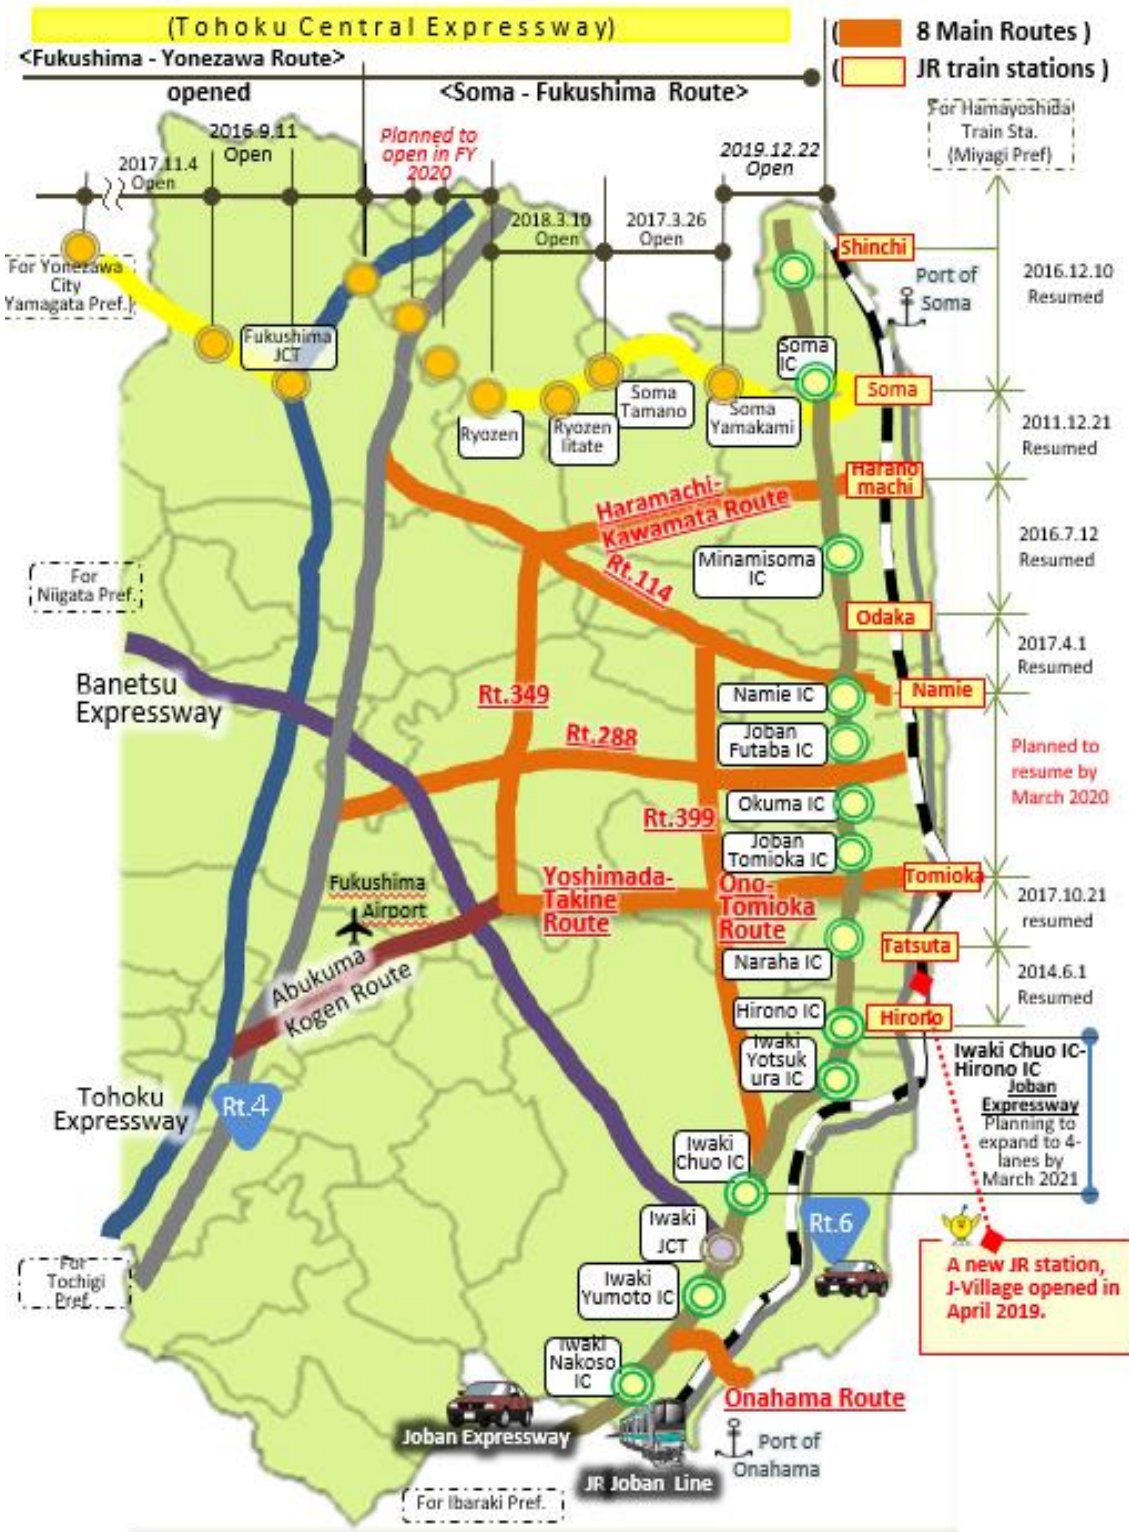 (Tohoku Central Expressway)
( 8 Main Routes )
<Fukushima - Yonezawa Route>
( JR train stations )
opened
<Soma - Fukushima Route>
For Hamayoshida
Train Sta.
(Miyagi Pref)
2016.9.11
Open
Planned to
open in FY
2020
2019.12.22
Open
2017.11.4
Open
2018.3.10
Open
2017.3.26
Open
Shinchi
2016.12.10
Resumed
Port of
Soma
For Yonezawa
City
Yamagata Pref.)
Fukushima
JCT
Soma
IC
Soma
Ryozen
Ryozen
Iitate
Soma
Tamano
Soma
Yamakami
2011.12.21
Resumed
Harano
machi
Haramachi-
Kawamata Route
2016.7.12
Resumed
Minamisoma
IC
Rt.114
For
Niigata Pref.
Odaka
2017.4.1
Resumed
Banetsu
Expressway
Rt.349
Namie IC
Namie
Rt.288
Joban
Futaba IC
Planned to
resume by
March 2020
Okuma IC
Rt.399
Joban
Tomioka IC
Fukushima
Airport
Yoshimada-
Takine
Route
Ono-
Tomioka
Route
Tomioka
2017.10.21
resumed
Abukuma
Kogen Route
Naraha IC
Tatsuta
2014.6.1
Resumed
Hirono IC
Hirono
Iwaki
Yotsuk
ura IC
Iwaki Chuo IC-
Hirono IC
Joban
Expressway
Planning to
expand to 4-
lanes by
March 2021
Tohoku
Expressway
Rt.4
Iwaki
Chuo IC
Iwaki
JCT
Rt.6
For
Tochigi
Pref.
Iwaki
Yumoto IC
A new JR station,
J-Village opened in
April 2019.
Iwaki
Nakoso
IC
Onahama Route
Joban Expressway
Port of
Onahama
JR Joban Line
For Ibaraki Pref.